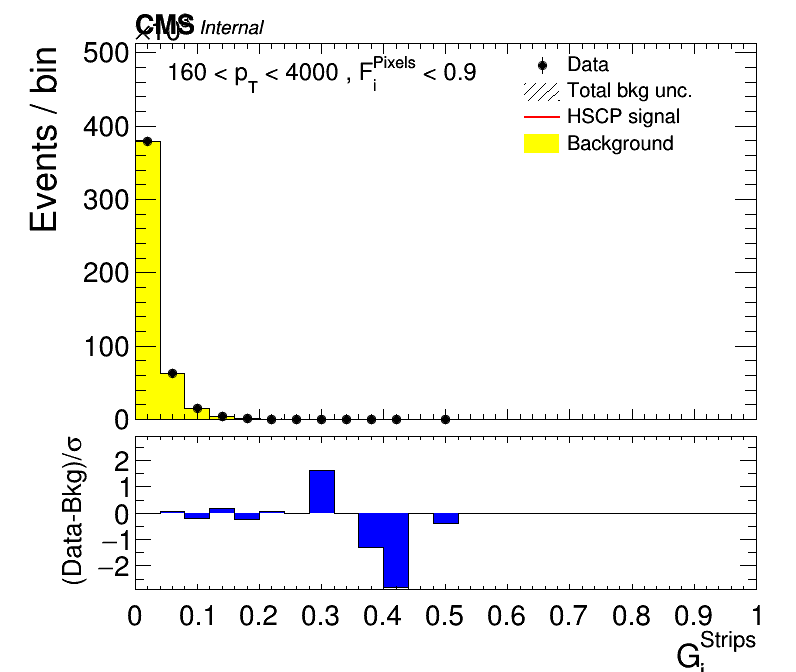 CMS Internal
×10³
500
160 < p_T < 4000 , F_i^Pixels < 0.9
Data
Total bkg unc.
HSCP signal
Background
Events / bin
400
300
200
100
0
(Data-Bkg)/σ
2
1
0
−1
−2
0 0.1 0.2 0.3 0.4 0.5 0.6 0.7 0.8 0.9 1
G_i^Strips